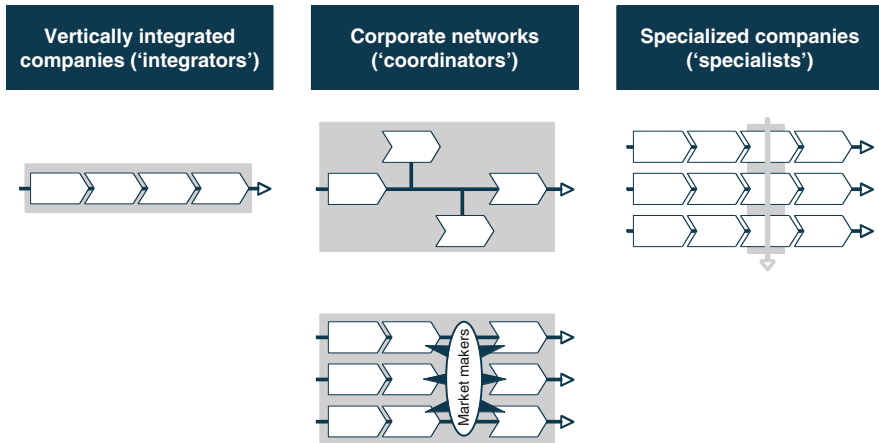 Vertically integrated
companies (‘integrators’)
Corporate networks
(‘coordinators’)
Specialized companies
(‘specialists’)
Market makers